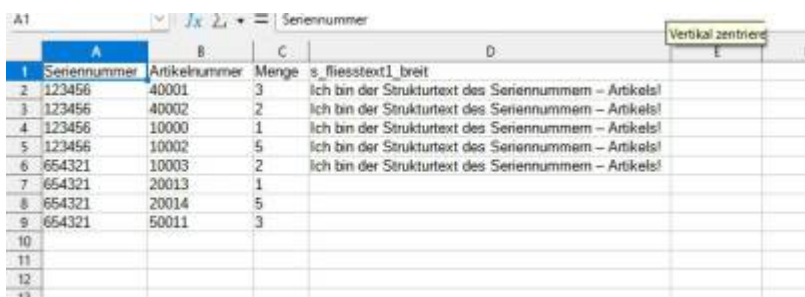 A1 Seriennummer
Vertikal zentriere
A B C D E
1 Seriennummer Artikelnummer Menge s_fliesstext1_breit
2 123456 40001 3 Ich bin der Strukturtext des Seriennummern – Artikels!
3 123456 40002 2 Ich bin der Strukturtext des Seriennummern – Artikels!
4 123456 10000 1 Ich bin der Strukturtext des Seriennummern – Artikels!
5 123456 10002 5 Ich bin der Strukturtext des Seriennummern – Artikels!
6 654321 10003 2 Ich bin der Strukturtext des Seriennummern – Artikels!
7 654321 20013 1
8 654321 20014 5
9 654321 50011 3
10
11
12
13